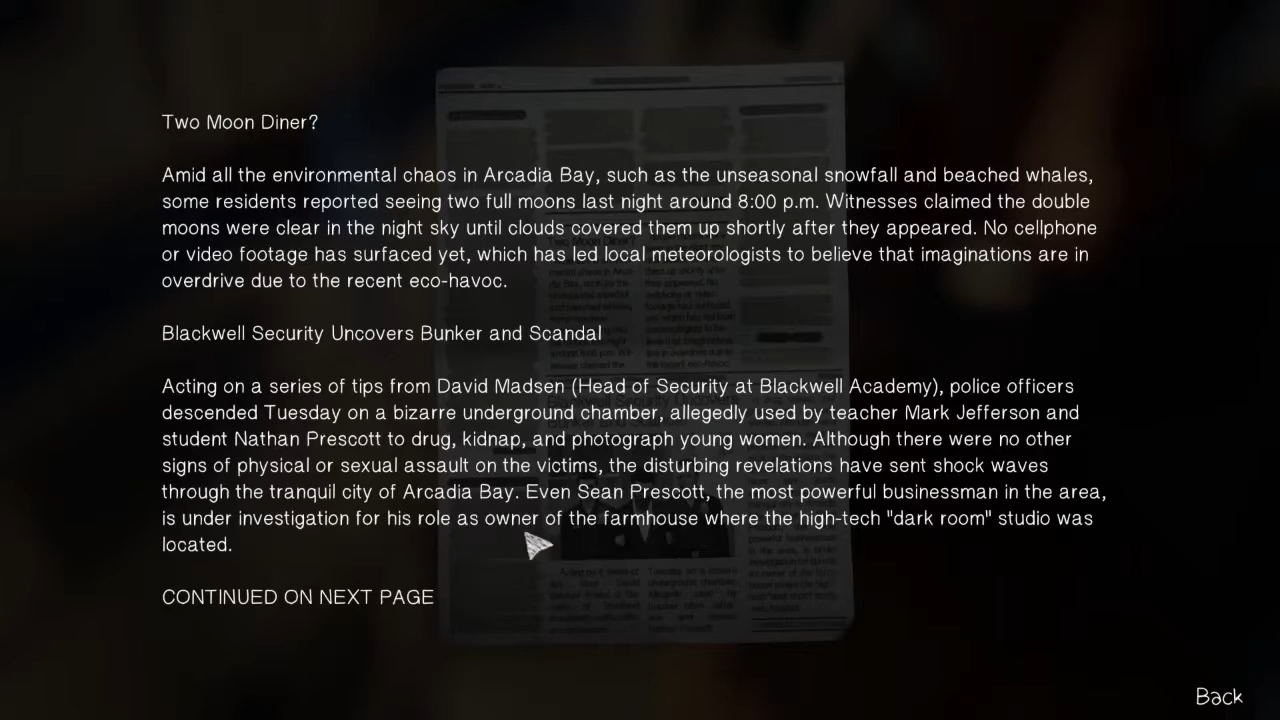 Two Moon Diner?
Amid all the environmental chaos in Arcadia Bay, such as the unseasonal snowfall and beached whales,
some residents reported seeing two full moons last night around 8:00 p.m. Witnesses claimed the double
moons were clear in the night sky until clouds covered them up shortly after they appeared. No cellphone
or video footage has surfaced yet, which has led local meteorologists to believe that imaginations are in
overdrive due to the recent eco-havoc.
Blackwell Security Uncovers Bunker and Scandal
Acting on a series of tips from David Madsen (Head of Security at Blackwell Academy), police officers
descended Tuesday on a bizarre underground chamber, allegedly used by teacher Mark Jefferson and
student Nathan Prescott to drug, kidnap, and photograph young women. Although there were no other
signs of physical or sexual assault on the victims, the disturbing revelations have sent shock waves
through the tranquil city of Arcadia Bay. Even Sean Prescott, the most powerful businessman in the area,
is under investigation for his role as owner of the farmhouse where the high-tech "dark room" studio was
located.
CONTINUED ON NEXT PAGE
Back